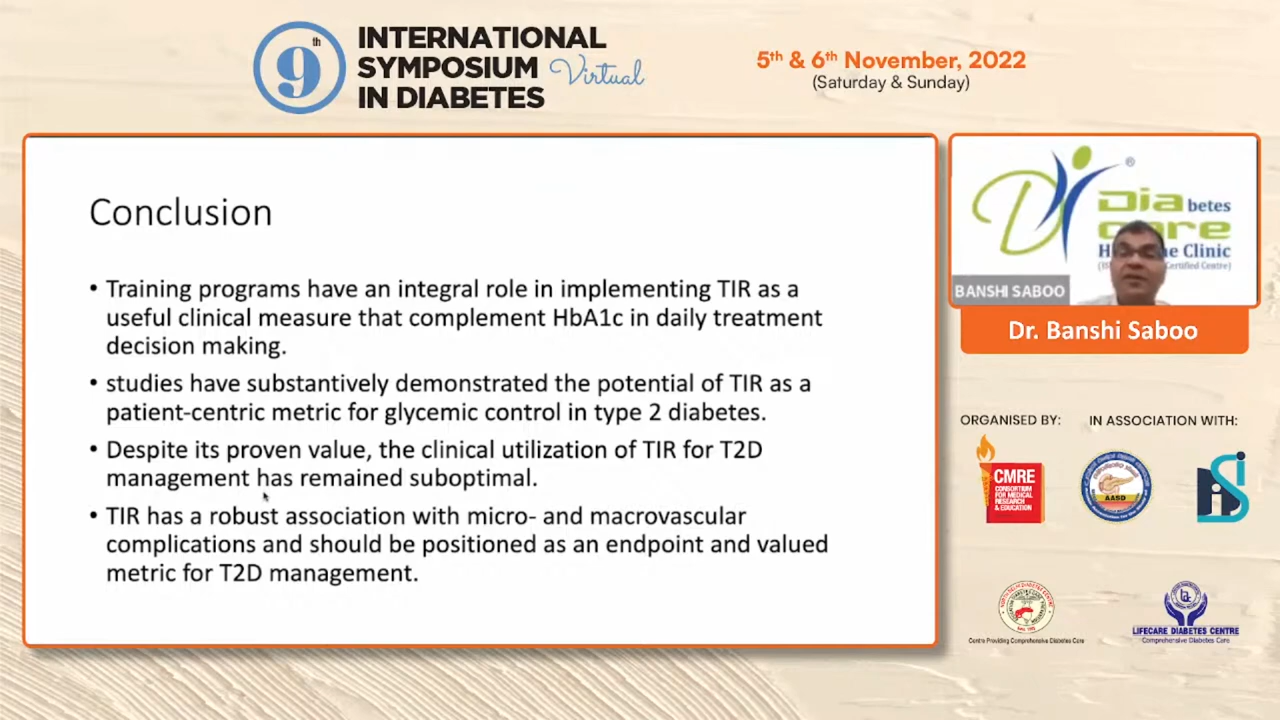 9th
INTERNATIONAL
SYMPOSIUM Virtual
IN DIABETES
5th & 6th November, 2022
(Saturday & Sunday)
Conclusion
• Training programs have an integral role in implementing TIR as a
useful clinical measure that complement HbA1c in daily treatment
decision making.
• studies have substantively demonstrated the potential of TIR as a
patient-centric metric for glycemic control in type 2 diabetes.
• Despite its proven value, the clinical utilization of TIR for T2D
management has remained suboptimal.
• TIR has a robust association with micro- and macrovascular
complications and should be positioned as an endpoint and valued
metric for T2D management.
®
Dia betes
care
Clinic
Certified Centre)
BANSHI SABOO
Dr. Banshi Saboo
ORGANISED BY:
IN ASSOCIATION WITH:
CMRE
CONSORTIUM
FOR MEDICAL
RESEARCH
& EDUCATION
AASD
Centre Providing Comprehensive Diabetes Care
LIFECARE DIABETES CENTRE
Comprehensive Diabetes Care